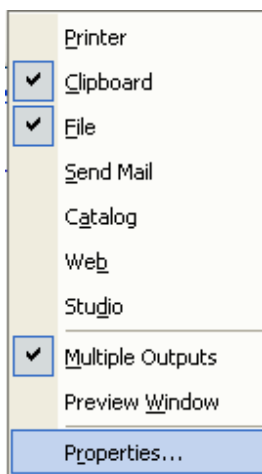 Printer
Clipboard
File
Send Mail
Catalog
Web
Studio
Multiple Outputs
Preview Window
Properties...